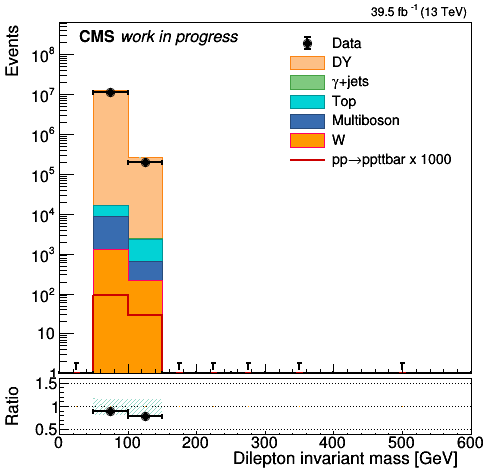 39.5 fb⁻¹ (13 TeV)
CMS work in progress
Events
Data
DY
γ+jets
Top
Multiboson
W
pp→ppttbar x 1000
10⁸
10⁷
10⁶
10⁵
10⁴
10³
10²
10
1
Ratio
1.5
1
0.5
0 100 200 300 400 500 600
Dilepton invariant mass [GeV]